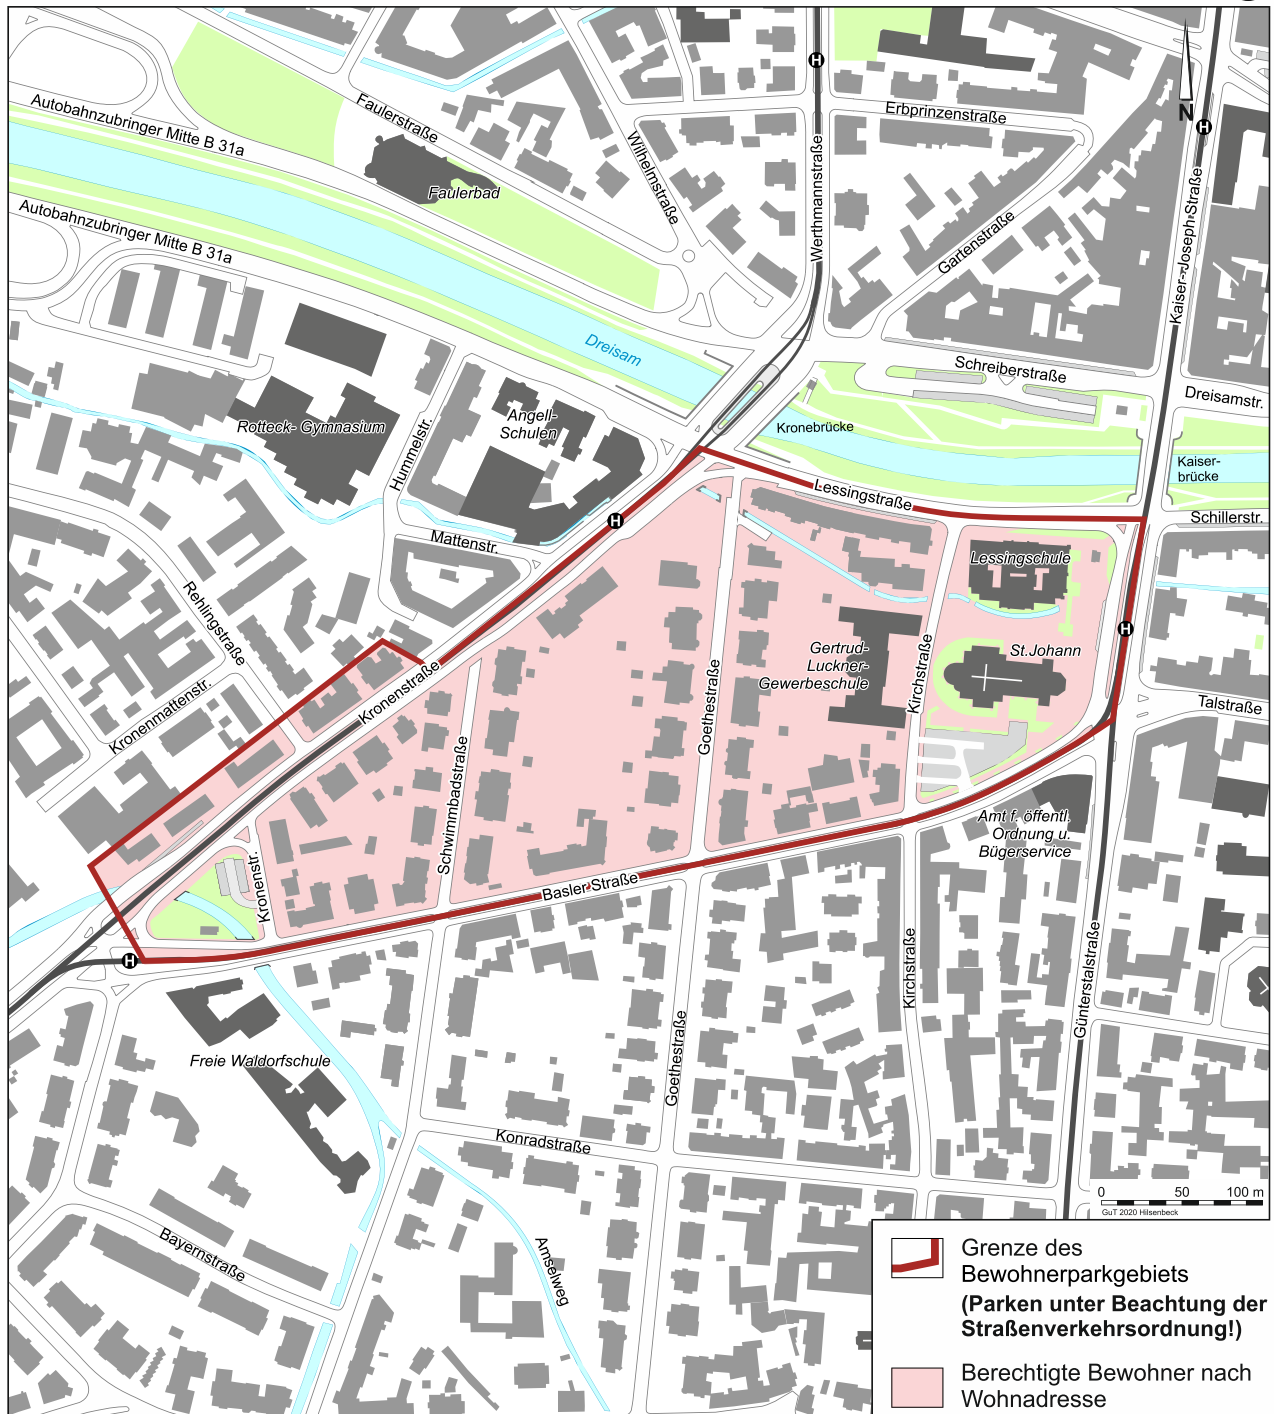 H
N
H
Erbprinzenstraße
Faulerstraße
Autobahnzubringer Mitte B 31a
Wilhelmstraße
Werthmannstraße
Faulerbad
Kaiser-Joseph-Straße
Autobahnzubringer Mitte B 31a
Gartenstraße
Dreisam
Schreiberstraße
Dreisamstr.
Rotteck- Gymnasium
Angell-
Schulen
Hummelstr.
Kronebrücke
Kaiser-
brücke
Lessingstraße
Schillerstr.
H
Mattenstr.
Lessingschule
Rehlingstraße
H
Gertrud-
Luckner-
Gewerbeschule
Kirchstraße
St.Johann
Kronenstraße
Kronenmattenstr.
Goethestraße
Talstraße
Schwimmbadstraße
Amt f. öffentl.
Ordnung u.
Bügerservice
Kronenstr.
Basler Straße
H
Kirchstraße
Günterstalstraße
Freie Waldorfschule
Goethestraße
Konradstraße
Bayernstraße
Amselweg
0 50 100 m
GuT 2020 Hilsenbeck
Grenze des
Bewohnerparkgebiets
(Parken unter Beachtung der
Straßenverkehrsordnung!)
Berechtigte Bewohner nach
Wohnadresse